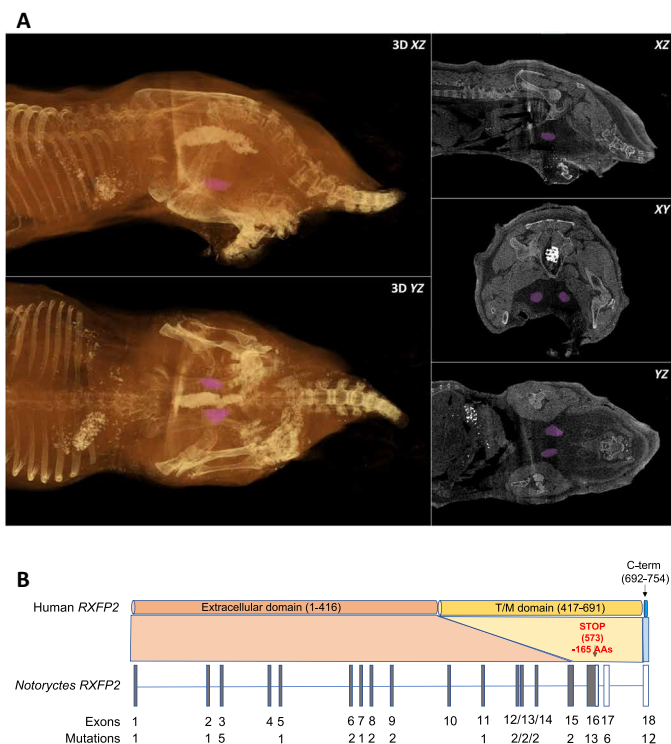 A
3D XZ
XZ
XY
3D YZ
YZ
B
C-term
(692-754)
Human RXFP2
Extracellular domain (1-416)
T/M domain (417-691)
STOP
(573)
-165 AAs
Notoryctes RXFP2
Exons 1 2 3 4 5 6 7 8 9 10 11 12/13/14 15 16 17 18
Mutations 1 1 5 1 2 1 2 2 1 2/2/2 2 13 6 12